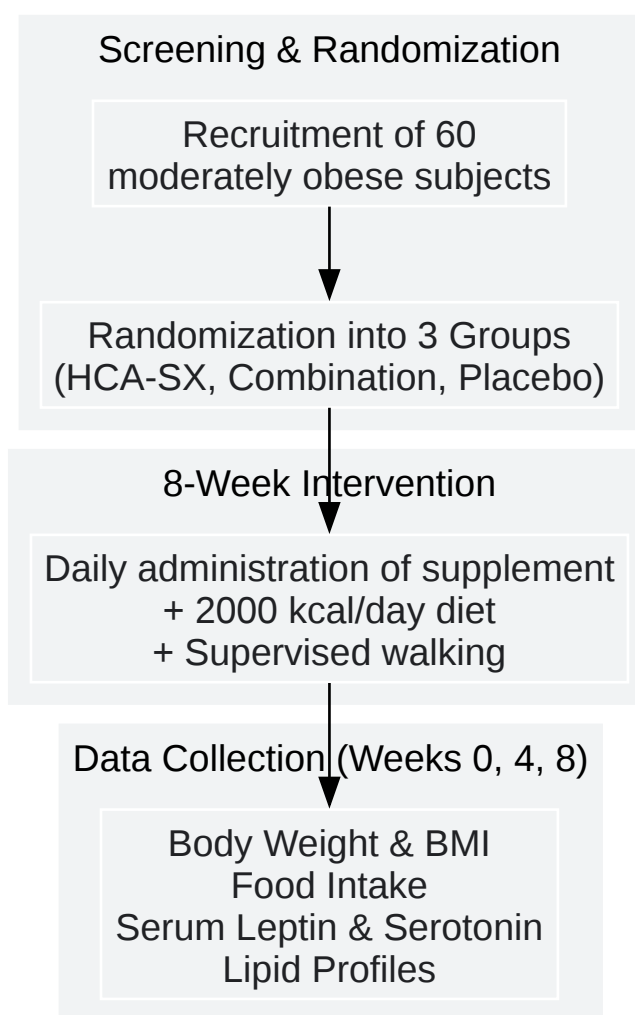 Screening & Randomization
Recruitment of 60
moderately obese subjects
Randomization into 3 Groups
(HCA-SX, Combination, Placebo)
8-Week Intervention
Daily administration of supplement
+ 2000 kcal/day diet
+ Supervised walking
Data Collection (Weeks 0, 4, 8)
Body Weight & BMI
Food Intake
Serum Leptin & Serotonin
Lipid Profiles